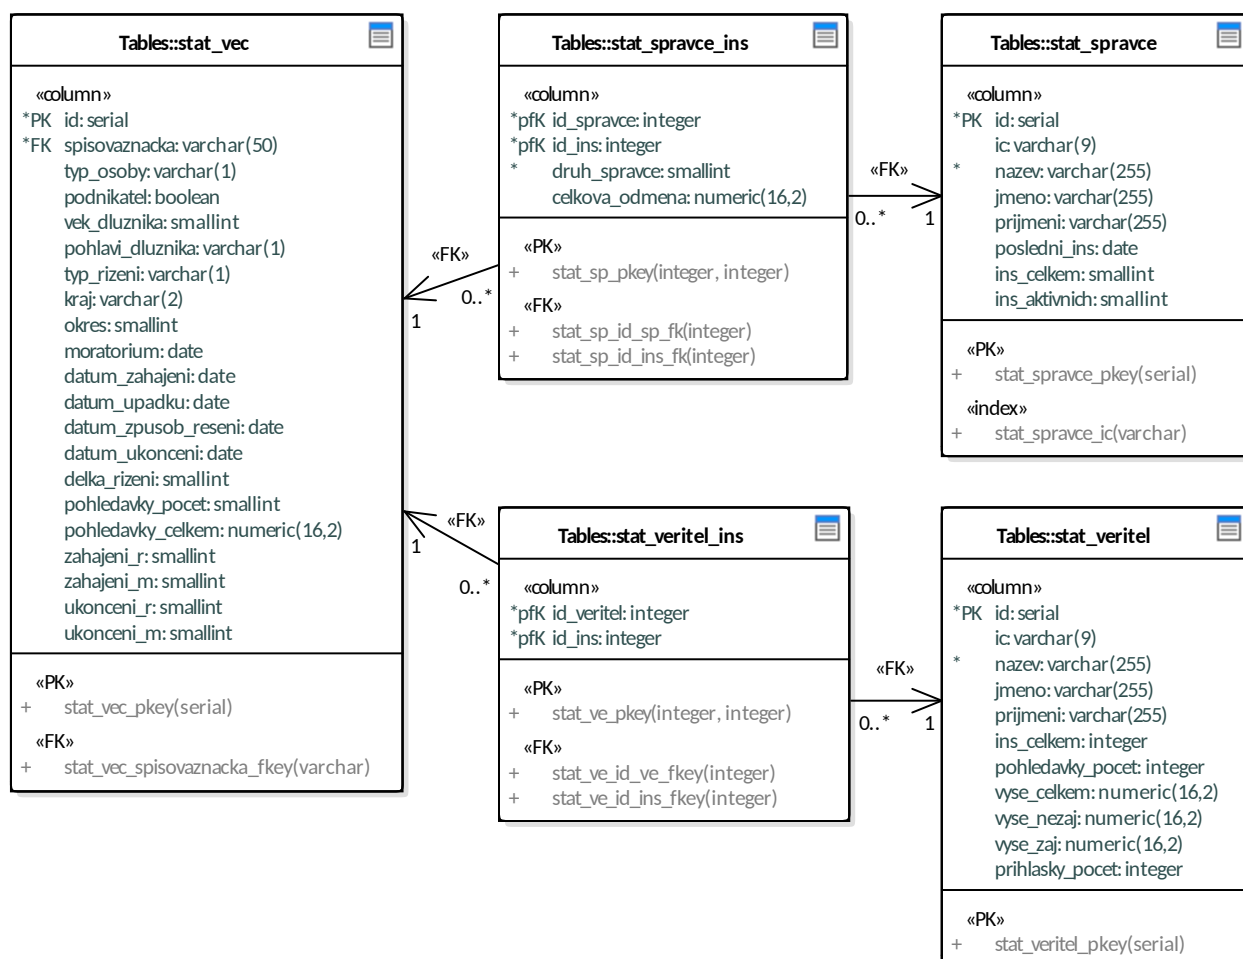 Tables::stat_vec
«column»
*PK id: serial
*FK spisovaznacka: varchar(50)
typ_osoby: varchar(1)
podnikatel: boolean
vek_dluznika: smallint
pohlavi_dluznika: varchar(1)
typ_rizeni: varchar(1)
kraj: varchar(2)
okres: smallint
moratorium: date
datum_zahajeni: date
datum_upadku: date
datum_zpusob_reseni: date
datum_ukonceni: date
delka_rizeni: smallint
pohledavky_pocet: smallint
pohledavky_celkem: numeric(16,2)
zahajeni_r: smallint
zahajeni_m: smallint
ukonceni_r: smallint
ukonceni_m: smallint
«PK»
+ stat_vec_pkey(serial)
«FK»
+ stat_vec_spisovaznacka_fkey(varchar)
«FK»
0..*
1
«FK»
1
0..*
Tables::stat_spravce_ins
«column»
*pfK id_spravce: integer
*pfK id_ins: integer
* druh_spravce: smallint
celkova_odmena: numeric(16,2)
«PK»
+ stat_sp_pkey(integer, integer)
«FK»
+ stat_sp_id_sp_fk(integer)
+ stat_sp_id_ins_fk(integer)
«FK»
0..* 1
Tables::stat_spravce
«column»
*PK id: serial
ic: varchar(9)
* nazev: varchar(255)
jmeno: varchar(255)
prijmeni: varchar(255)
posledni_ins: date
ins_celkem: smallint
ins_aktivnich: smallint
«PK»
+ stat_spravce_pkey(serial)
«index»
+ stat_spravce_ic(varchar)
Tables::stat_veritel_ins
«column»
*pfK id_veritel: integer
*pfK id_ins: integer
«PK»
+ stat_ve_pkey(integer, integer)
«FK»
+ stat_ve_id_ve_fkey(integer)
+ stat_ve_id_ins_fkey(integer)
«FK»
0..* 1
Tables::stat_veritel
«column»
*PK id: serial
ic: varchar(9)
* nazev: varchar(255)
jmeno: varchar(255)
prijmeni: varchar(255)
ins_celkem: integer
pohledavky_pocet: integer
vyse_celkem: numeric(16,2)
vyse_nezaj: numeric(16,2)
vyse_zaj: numeric(16,2)
prihlasky_pocet: integer
«PK»
+ stat_veritel_pkey(serial)